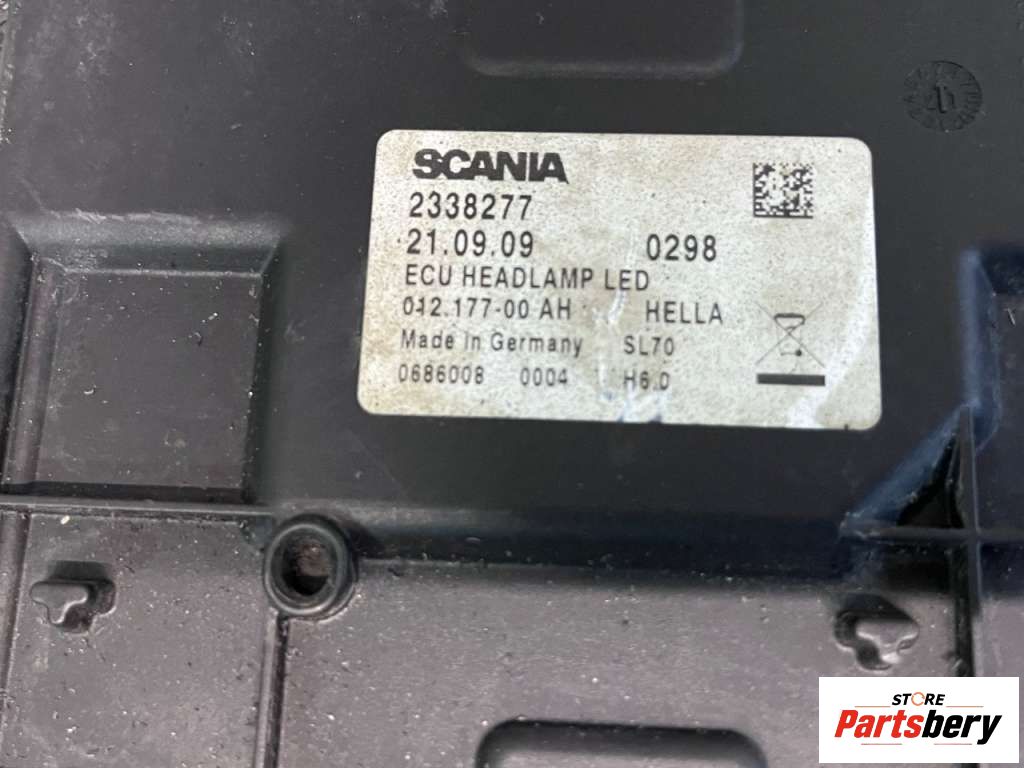 SCANIA
2338277
21.09.09 0298
ECU HEADLAMP LED
012.177-00 AH HELLA
Made in Germany SL70
0686008 0004 H6.0
STORE
Partsbery